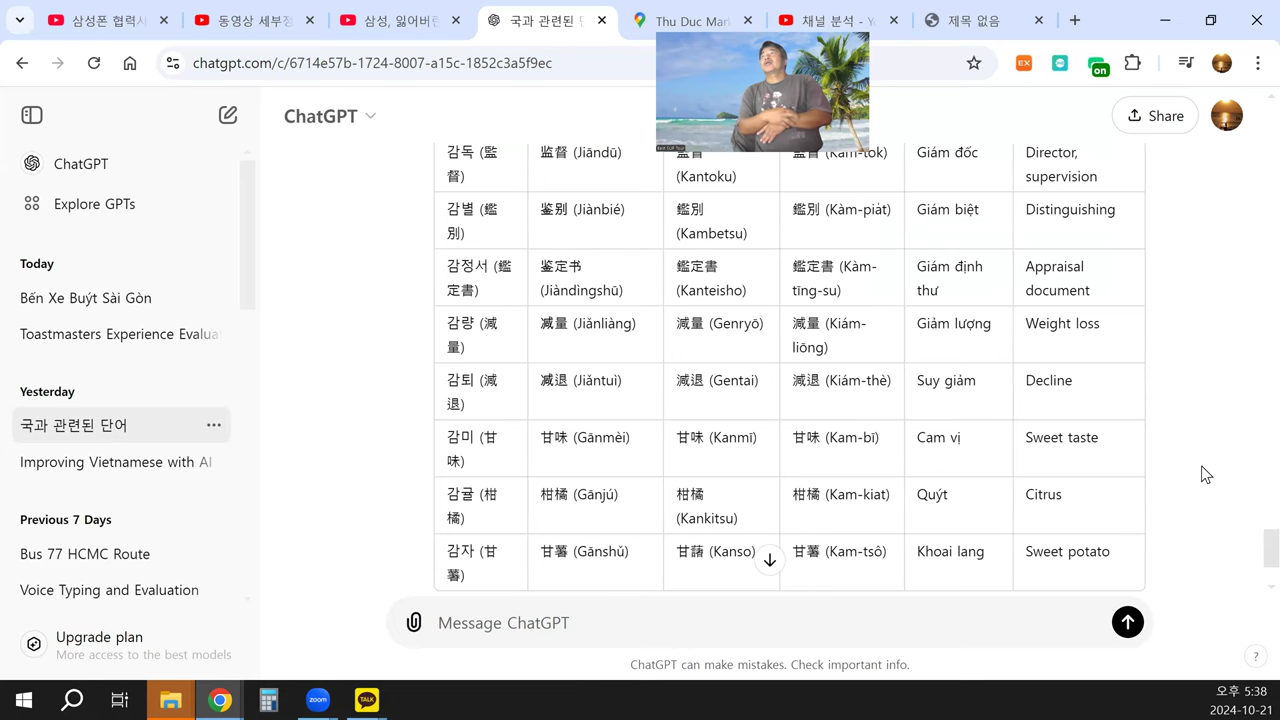 삼성폰 협력사
동영상 세부정
삼성, 잃어버린
국과 관련된 단
Thu Duc Mark
채널 분석 - Yo
제목 없음
chatgpt.com/c/6714e57b-1724-8007-a15c-1852c3a5f9ec
on
ChatGPT
Share
ChatGPT
Explore GPTs
Today
Bến Xe Buýt Sài Gòn
Toastmasters Experience Evalua
Yesterday
국과 관련된 단어
Improving Vietnamese with AI
Previous 7 Days
Bus 77 HCMC Route
Voice Typing and Evaluation
Upgrade plan
More access to the best models
감독 (監
督)
监督 (Jiāndū)
監督
(Kantoku)
監督 (Kam-tok)
Giám đốc
Director,
supervision
감별 (鑑
別)
鉴别 (Jiànbié)
鑑別
(Kambetsu)
鑑別 (Kàm-pia̍t)
Giám biệt
Distinguishing
감정서 (鑑
定書)
鉴定书
(Jiàndìngshū)
鑑定書
(Kanteisho)
鑑定書 (Kàm-
tīng-su)
Giám định
thư
Appraisal
document
감량 (減
量)
减量 (Jiǎnliàng)
減量 (Genryō)
減量 (Kiám-
liōng)
Giảm lượng
Weight loss
감퇴 (減
退)
减退 (Jiǎntuì)
減退 (Gentai)
減退 (Kiám-thè)
Suy giảm
Decline
감미 (甘
味)
甘味 (Gānmèi)
甘味 (Kanmī)
甘味 (Kam-bī)
Cam vị
Sweet taste
감귤 (柑
橘)
柑橘 (Gānjú)
柑橘
(Kankitsu)
柑橘 (Kam-kiat)
Quýt
Citrus
감자 (甘
薯)
甘薯 (Gānshǔ)
甘藷 (Kanso)
甘薯 (Kam-tsô)
Khoai lang
Sweet potato
Message ChatGPT
ChatGPT can make mistakes. Check important info.
?
zoom
TALK
오후 5:38
2024-10-21